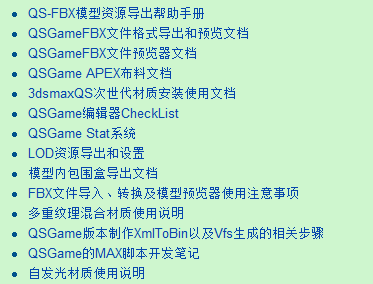 QS-FBX模型资源导出帮助手册
QSGameFBX文件格式导出和预览文档
QSGameFBX文件预览器文档
QSGame APEX布料文档
3dsmaxQS次世代材质安装使用文档
QSGame编辑器CheckList
QSGame Stat系统
LOD资源导出和设置
模型内包围盒导出文档
FBX文件导入、转换及模型预览器使用注意事项
多重纹理混合材质使用说明
QSGame版本制作XmlToBin以及Vfs生成的相关步骤
QSGame的MAX脚本开发笔记
自发光材质使用说明